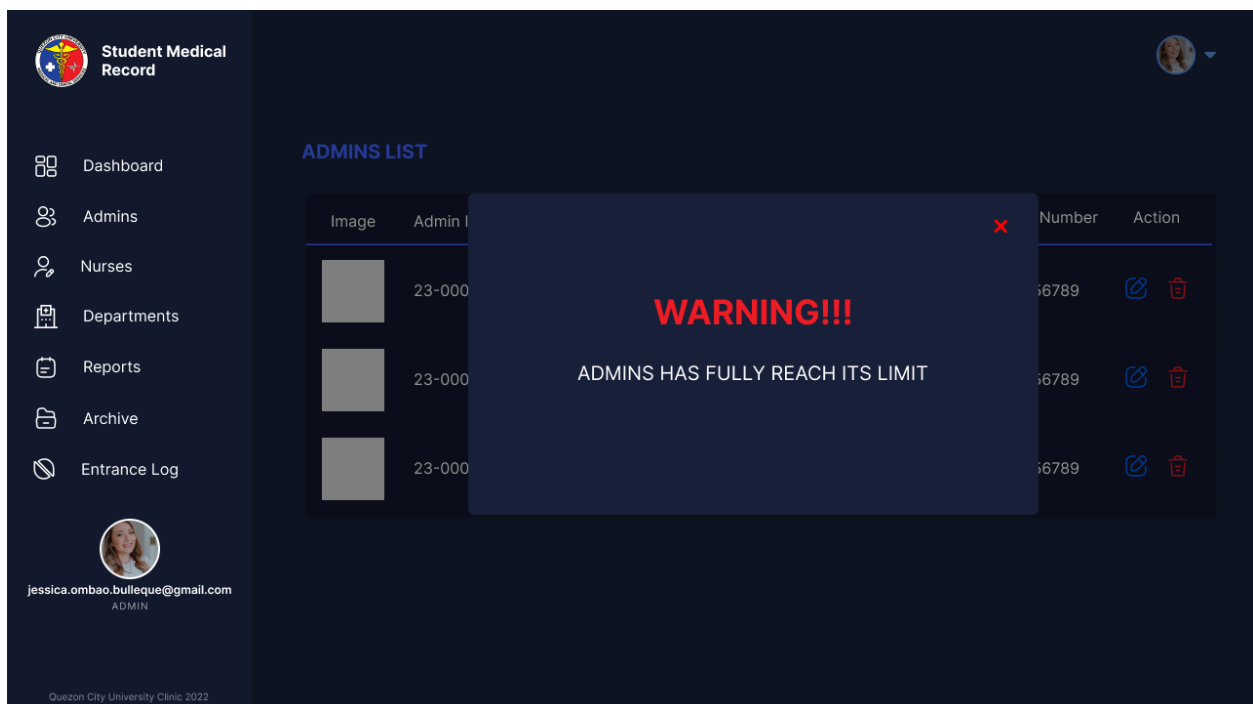 Student Medical
Record
Dashboard
Admins
Nurses
Departments
Reports
Archive
Entrance Log
jessica.ombao.bulleque@gmail.com
ADMIN
Quezon City University Clinic 2022
ADMINS LIST
Image Admin Number Action
23-000 56789
23-000 56789
23-000 56789
WARNING!!!
ADMINS HAS FULLY REACH ITS LIMIT